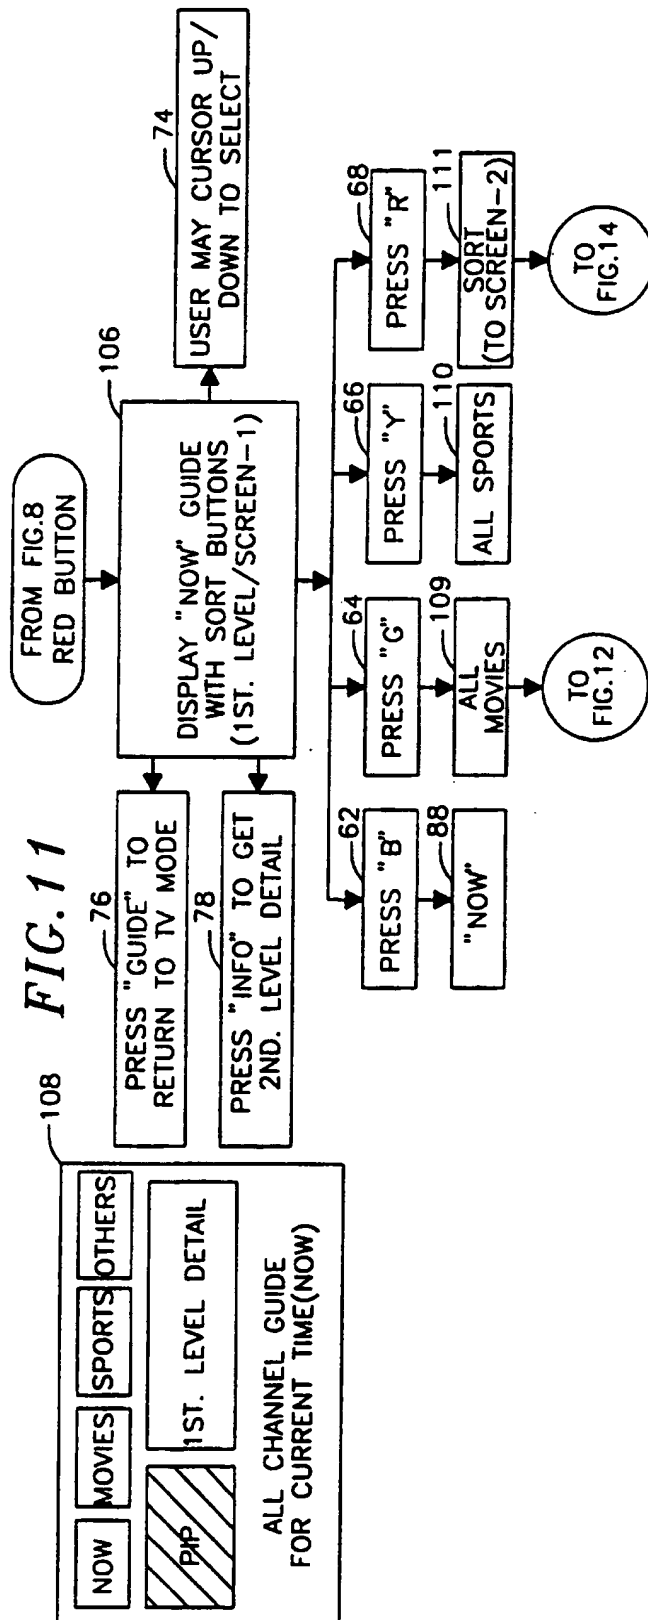 FIG. 11
108
NOW
MOVIES
SPORTS
OTHERS
PIP
1ST. LEVEL DETAIL
ALL CHANNEL GUIDE
FOR CURRENT TIME(NOW)
FROM FIG.8
RED BUTTON
106
DISPLAY "NOW" GUIDE
WITH SORT BUTTONS
(1ST. LEVEL/SCREEN-1)
76
PRESS "GUIDE" TO
RETURN TO TV MODE
78
PRESS "INFO" TO GET
2ND. LEVEL DETAIL
74
USER MAY CURSOR UP/
DOWN TO SELECT
62
PRESS "B"
88
"NOW"
64
PRESS "G"
109
ALL
MOVIES
TO
FIG.12
66
PRESS "Y"
110
ALL SPORTS
68
PRESS "R"
111
SORT
(TO SCREEN-2)
TO
FIG.14